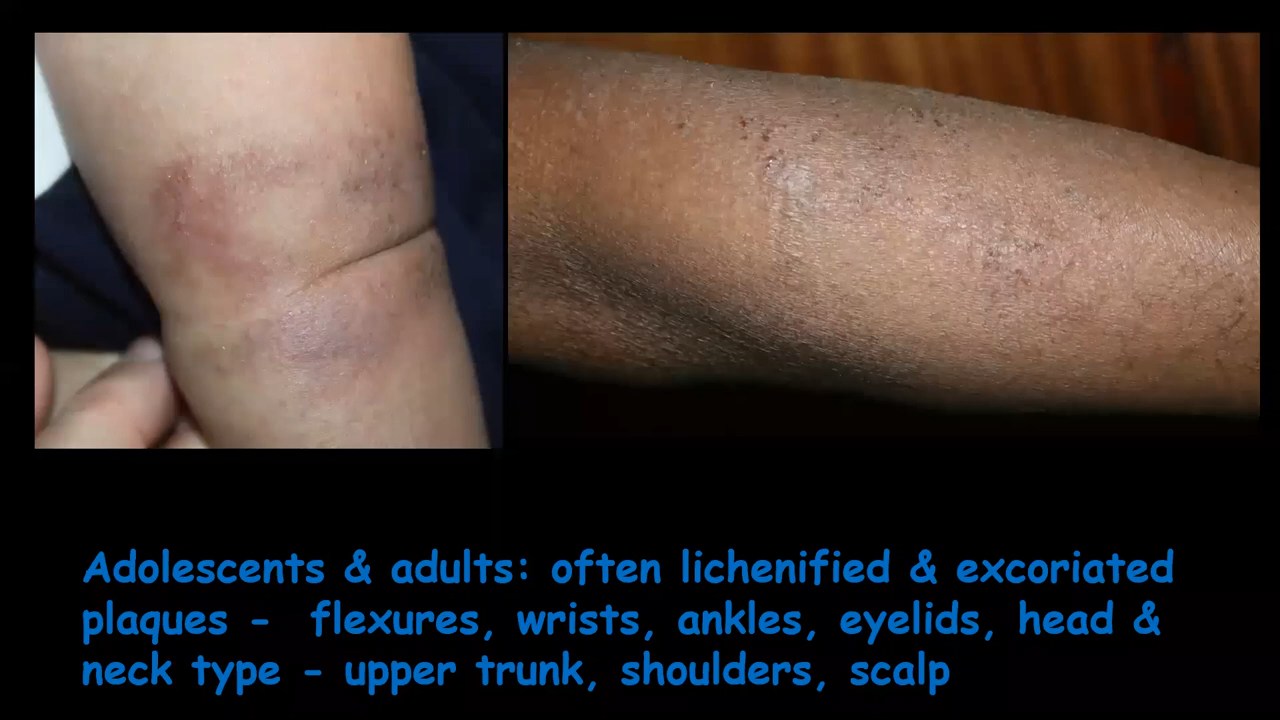 Adolescents & adults: often lichenified & excoriated
plaques - flexures, wrists, ankles, eyelids, head &
neck type - upper trunk, shoulders, scalp